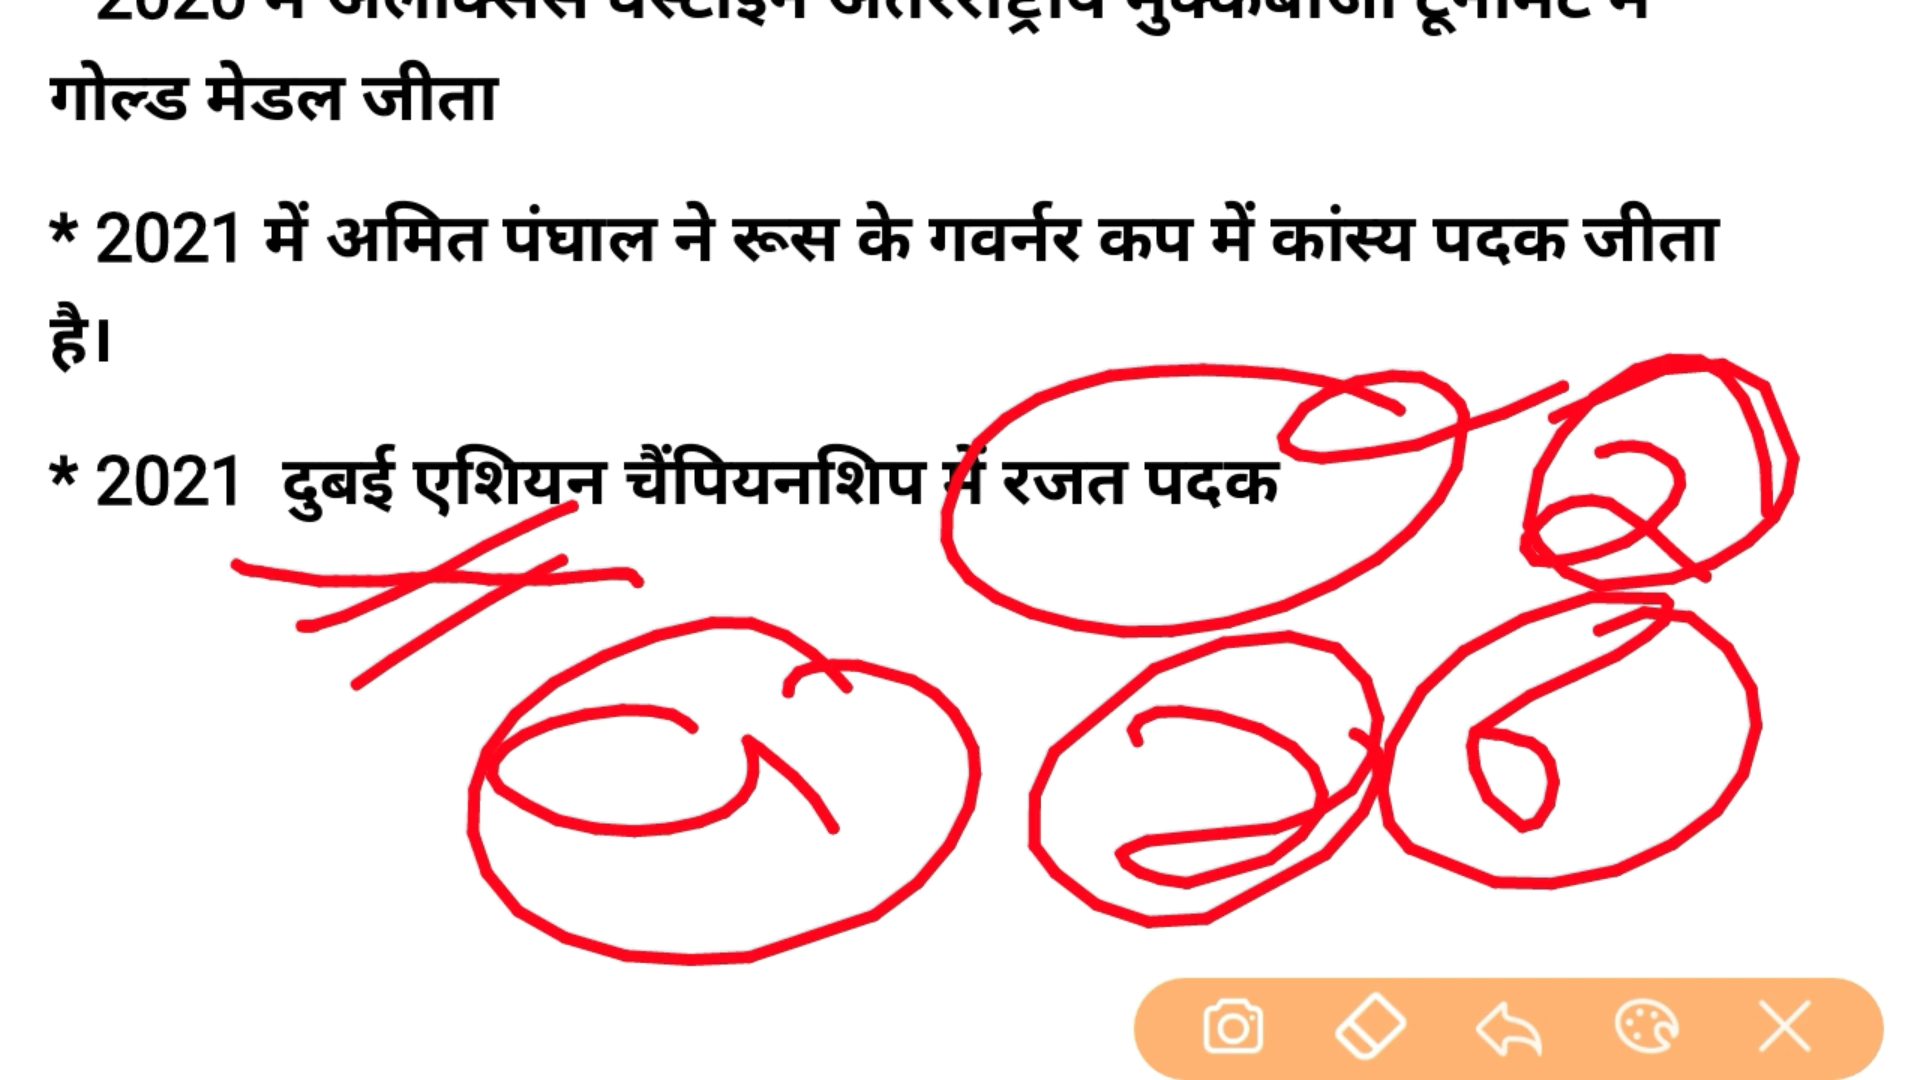 गोल्ड मेडल जीता
* 2021 में अमित पंघाल ने रूस के गवर्नर कप में कांस्य पदक जीता
है।
* 2021 दुबई एशियन चैंपियनशिप में रजत पदक